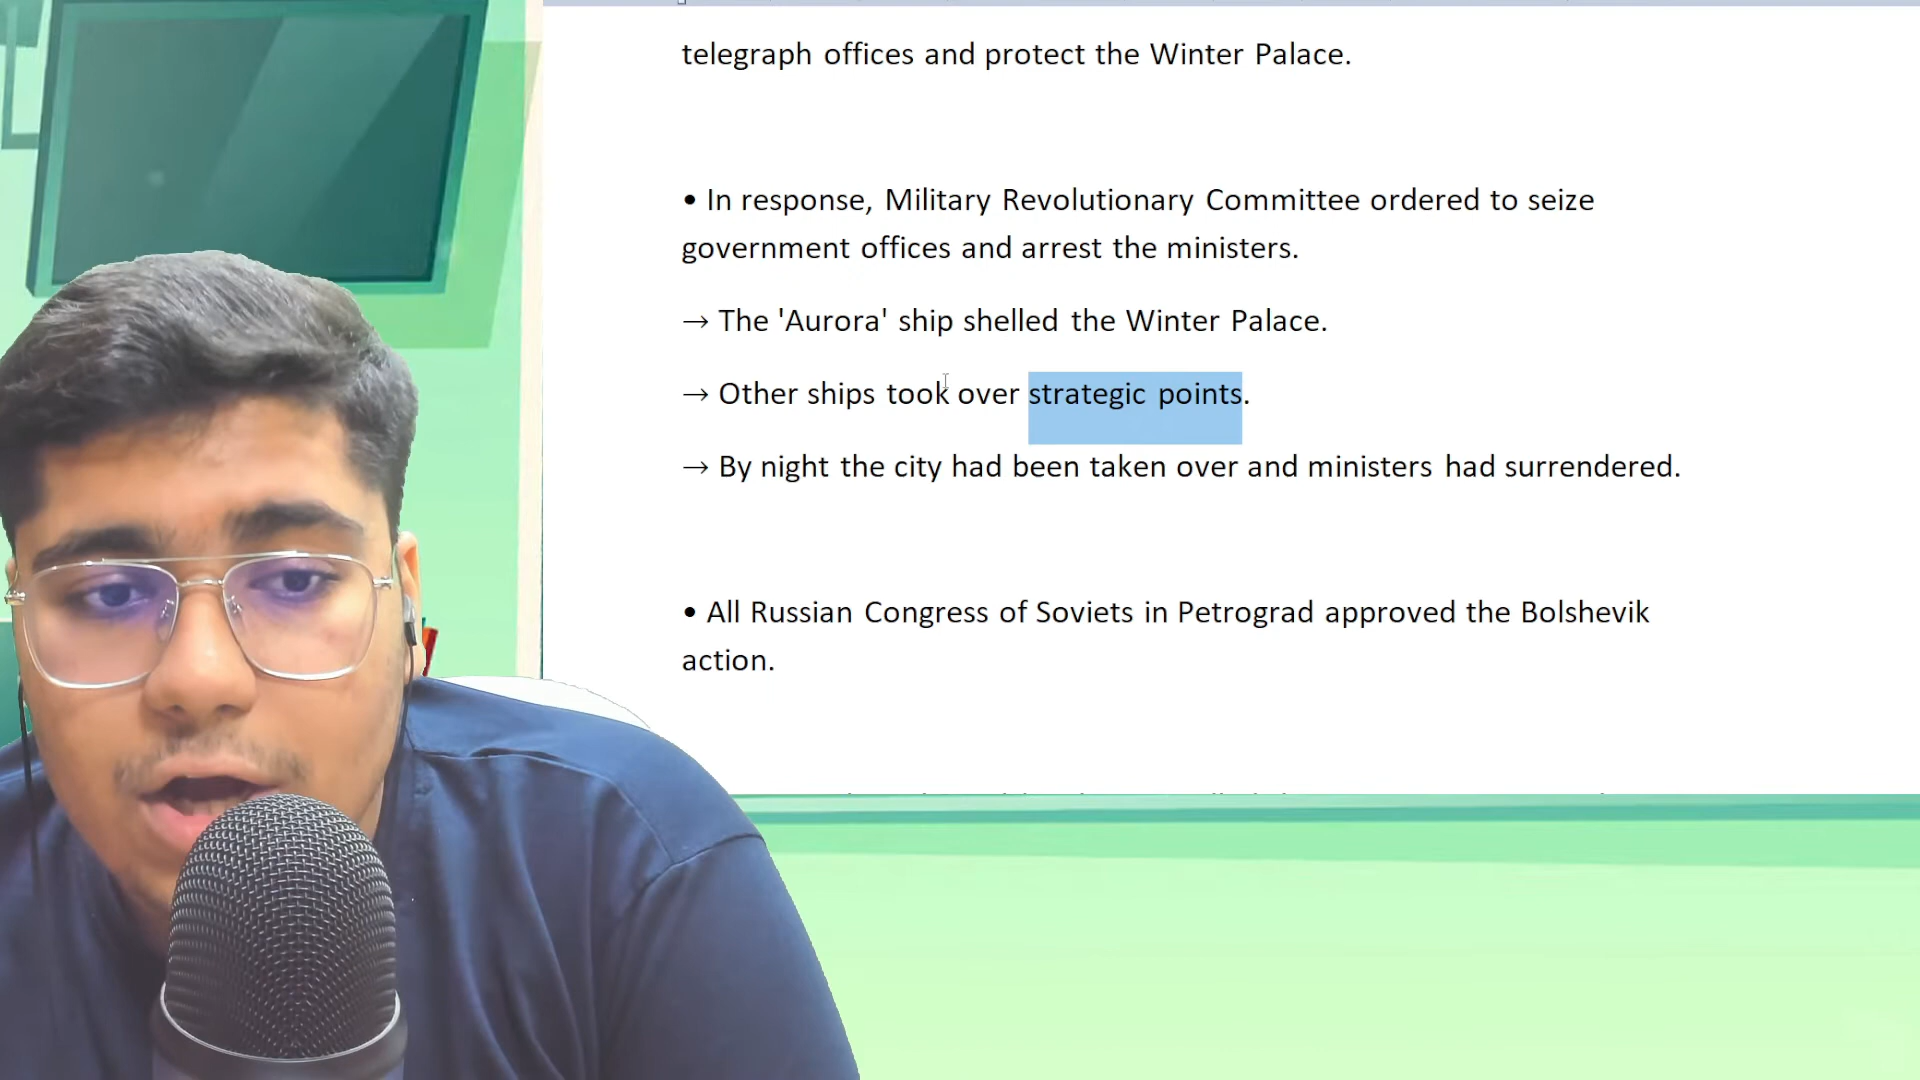 telegraph offices and protect the Winter Palace.
• In response, Military Revolutionary Committee ordered to seize
government offices and arrest the ministers.
→ The 'Aurora' ship shelled the Winter Palace.
→ Other ships took over strategic points.
→ By night the city had been taken over and ministers had surrendered.
• All Russian Congress of Soviets in Petrograd approved the Bolshevik
action.